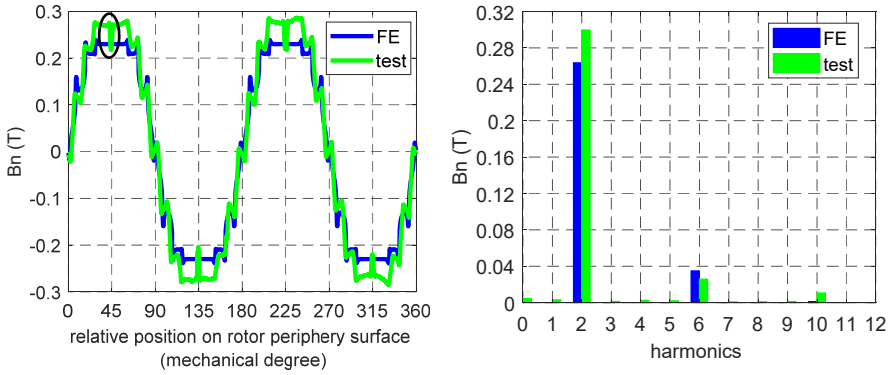 0.3
0.2
0.1
0
-0.1
-0.2
-0.3
Bn (T)
FE
test
0 45 90 135 180 225 270 315 360
relative position on rotor periphery surface
(mechanical degree)
0.32
0.28
0.24
0.2
0.16
0.12
0.08
0.04
0
Bn (T)
FE
test
0 1 2 3 4 5 6 7 8 9 10 11 12
harmonics